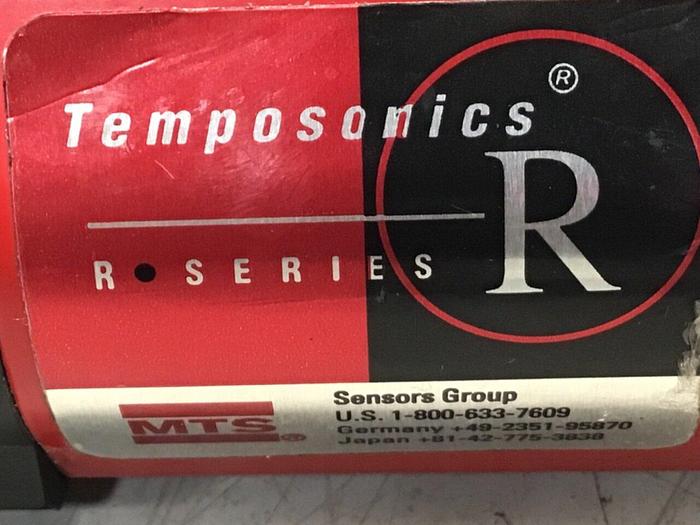 Temposonics ®
R
R • SERIES
MTS ®
Sensors Group
U.S. 1-800-633-7609
Germany +49-2351-95870
Japan +81-42-775-3838